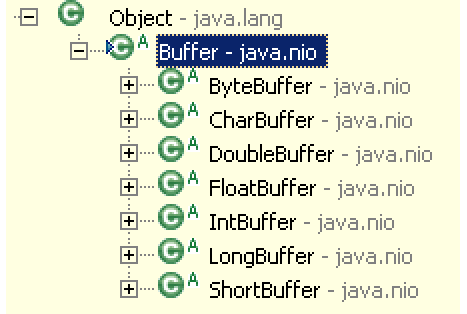 Object - java.lang
Buffer - java.nio
ByteBuffer - java.nio
CharBuffer - java.nio
DoubleBuffer - java.nio
FloatBuffer - java.nio
IntBuffer - java.nio
LongBuffer - java.nio
ShortBuffer - java.nio